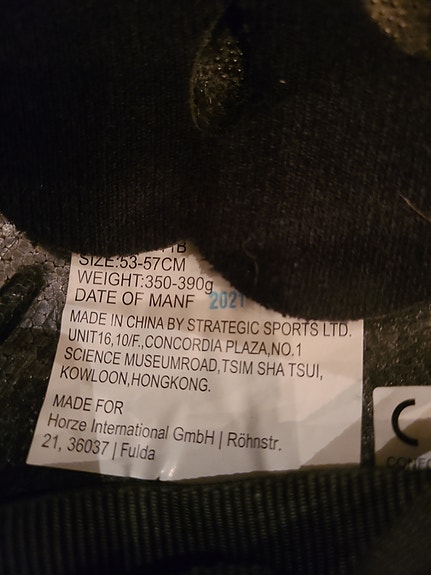 SIZE:53-57CM
WEIGHT:350-390g
DATE OF MANF 2021
MADE IN CHINA BY STRATEGIC SPORTS LTD.
UNIT16,10/F.,CONCORDIA PLAZA,NO.1
SCIENCE MUSEUMROAD,TSIM SHA TSUI,
KOWLOON,HONGKONG.
MADE FOR
Horze International GmbH | Röhnstr.
21, 36037 | Fulda